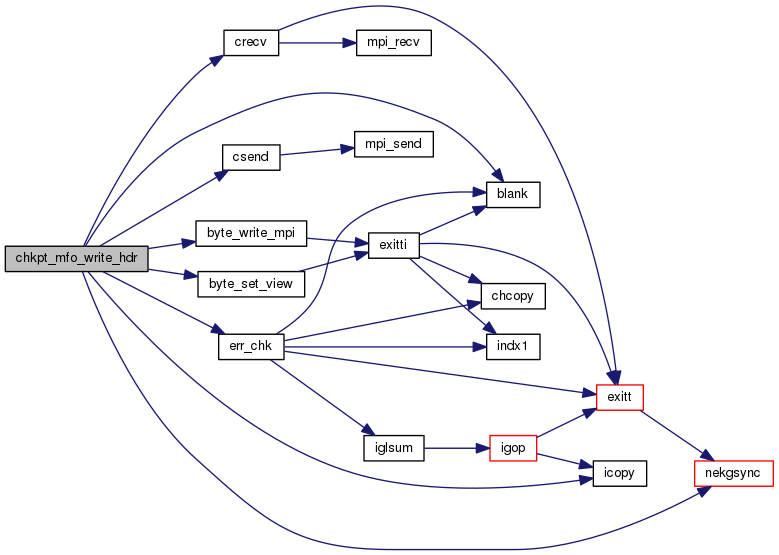 crecv
mpi_recv
mpi_send
csend
blank
byte_write_mpi
exitti
chkpt_mfo_write_hdr
byte_set_view
chcopy
err_chk
indx1
exitt
iglsum
igop
icopy
nekgsync